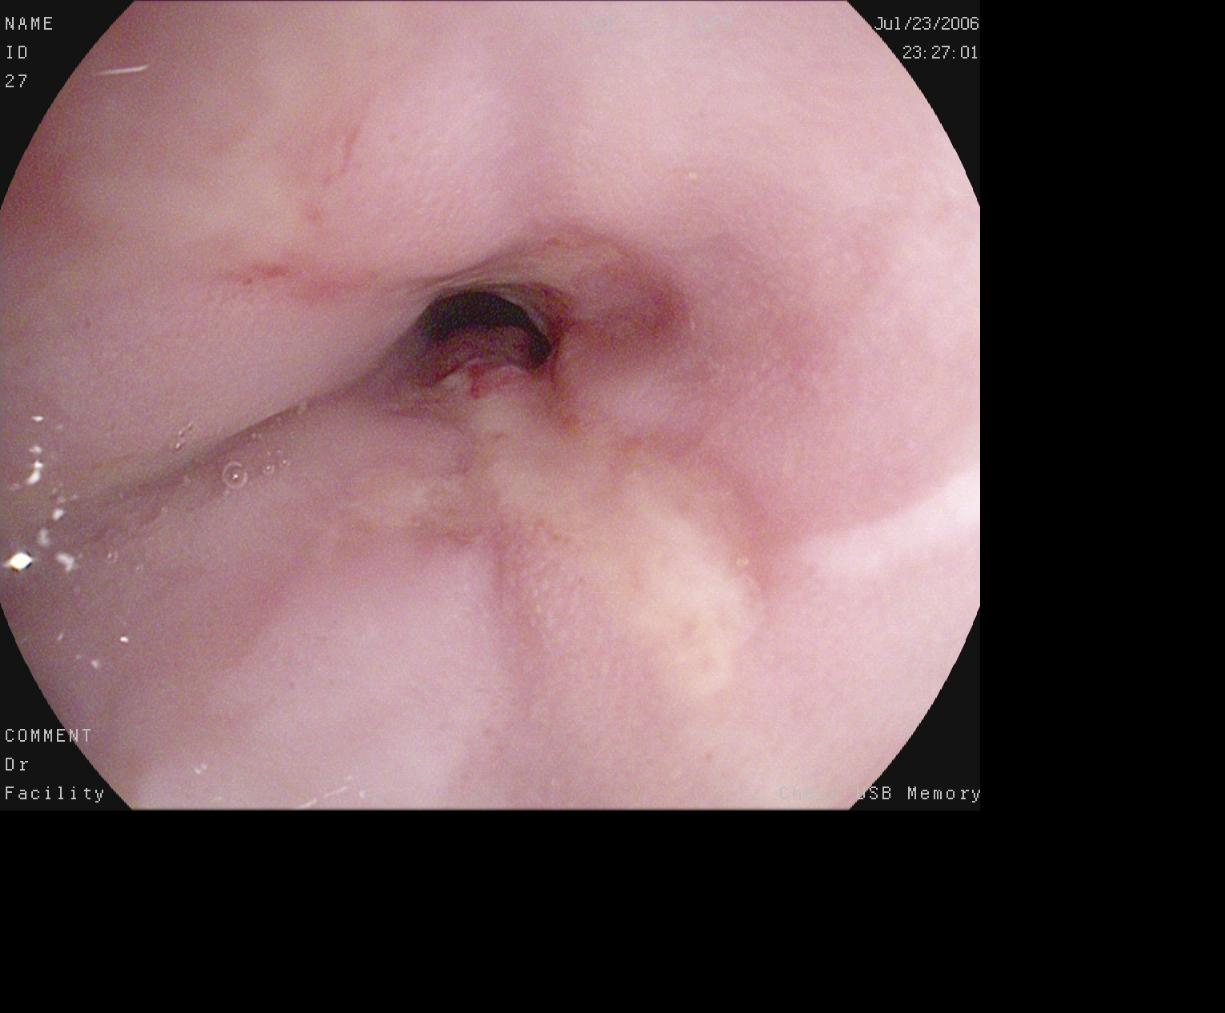 NAME
ID
27
Jul/23/2006
23:27:01
COMMENT
Dr
Facility
USB Memory